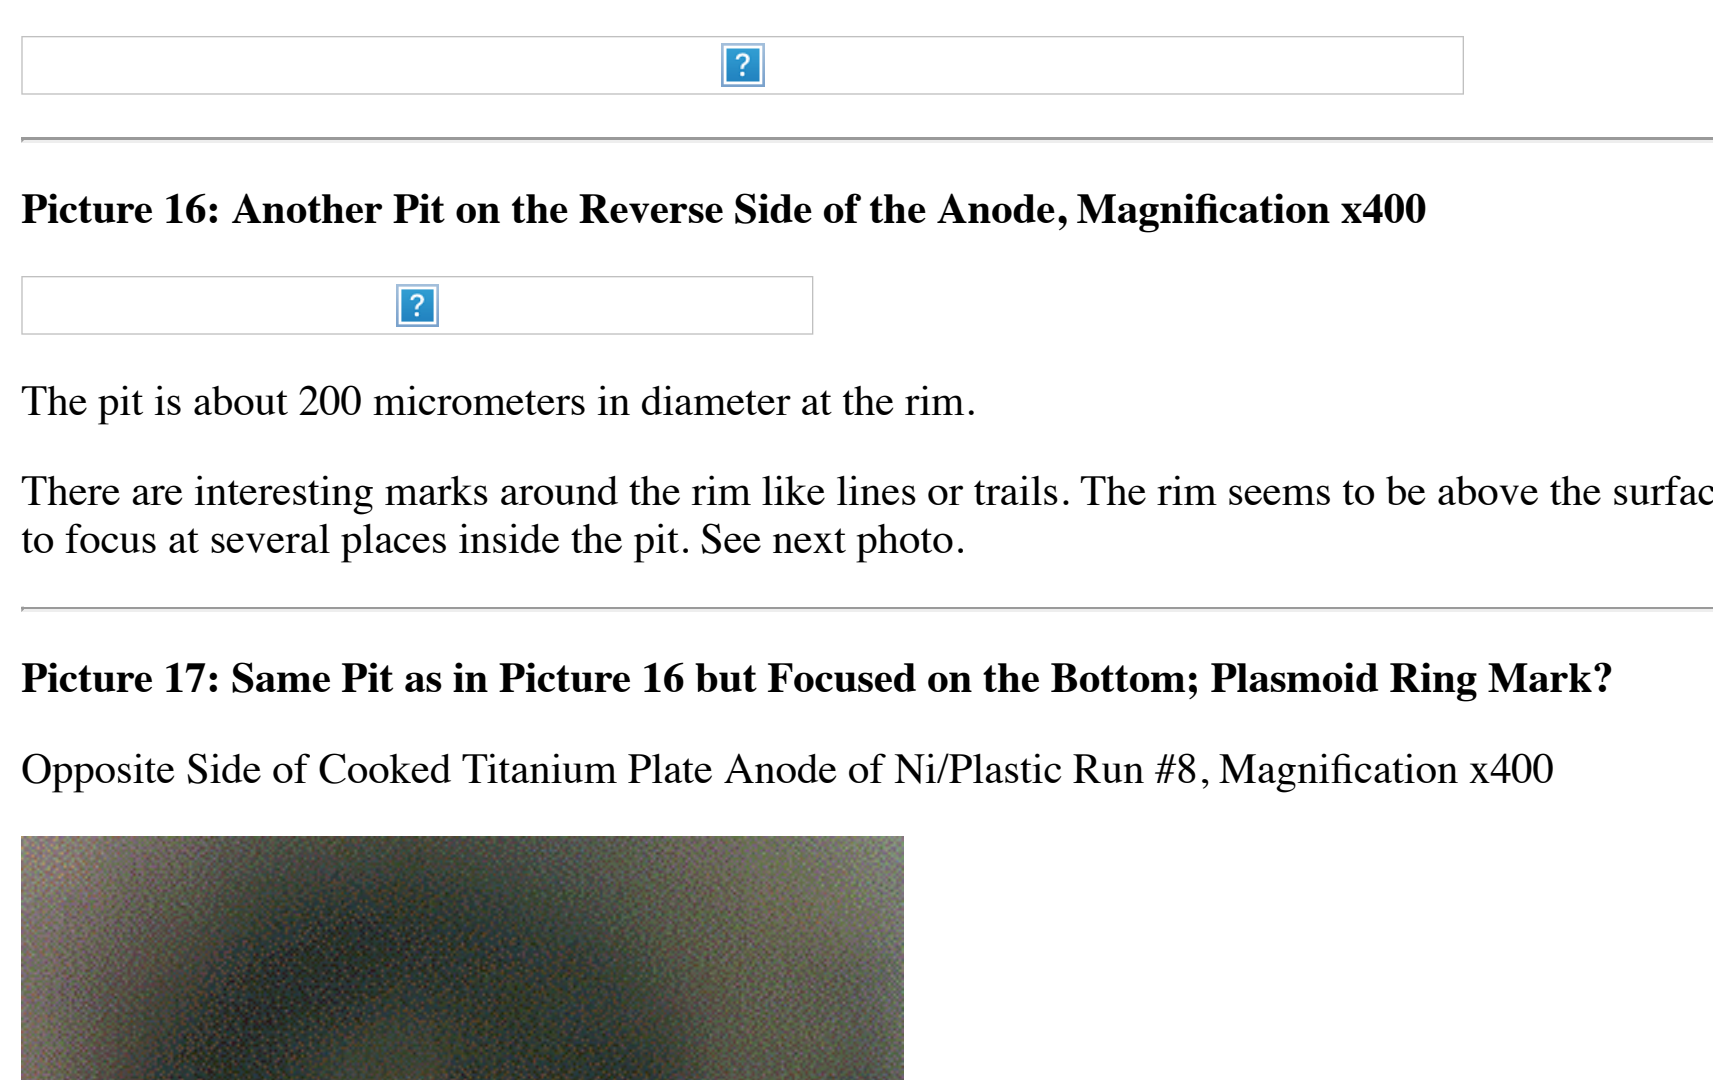 Picture 16: Another Pit on the Reverse Side of the Anode, Magnification x400
The pit is about 200 micrometers in diameter at the rim.
There are interesting marks around the rim like lines or trails. The rim seems to be above the surfac
to focus at several places inside the pit. See next photo.
Picture 17: Same Pit as in Picture 16 but Focused on the Bottom; Plasmoid Ring Mark?
Opposite Side of Cooked Titanium Plate Anode of Ni/Plastic Run #8, Magnification x400